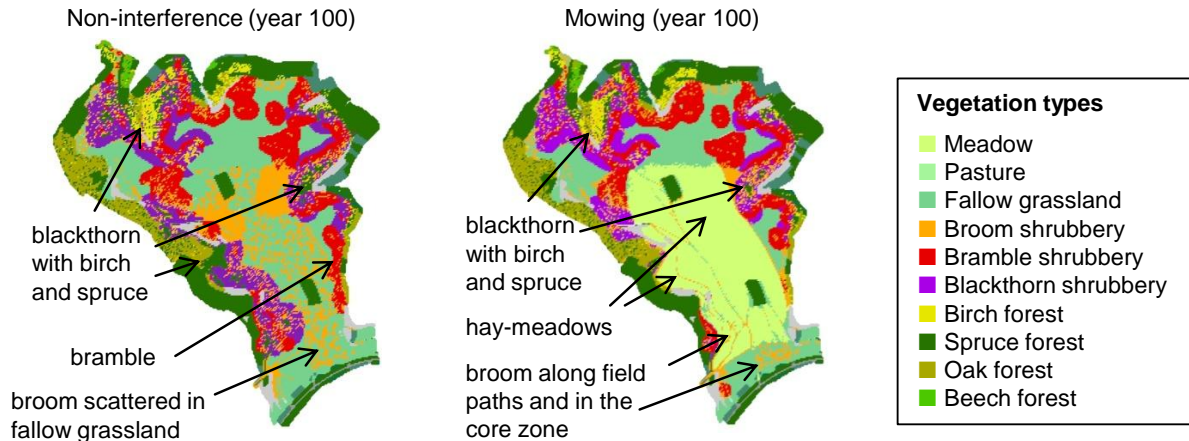 Non-interference (year 100)
blackthorn
with birch
and spruce
bramble
broom scattered in
fallow grassland
Mowing (year 100)
blackthorn
with birch
and spruce
hay-meadows
broom along field
paths and in the
core zone
Vegetation types
Meadow
Pasture
Fallow grassland
Broom shrubbery
Bramble shrubbery
Blackthorn shrubbery
Birch forest
Spruce forest
Oak forest
Beech forest